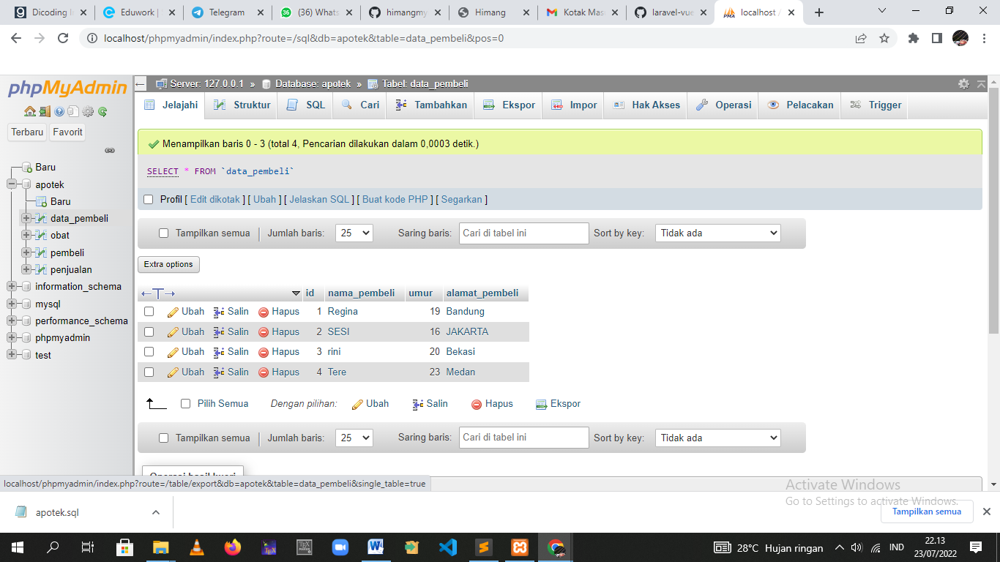 Dicoding In
Eduwork |
Telegram
(36) Whats
himangmy
Himang
Kotak Mas
laravel-vue
localhost /
localhost/phpmyadmin/index.php?route=/sql&db=apotek&table=data_pembeli&pos=0
phpMyAdmin
Terbaru Favorit
Baru
apotek
Baru
data_pembeli
obat
pembeli
penjualan
information_schema
mysql
performance_schema
phpmyadmin
test
Server: 127.0.0.1 » Database: apotek » Tabel: data_pembeli
Jelajahi Struktur SQL Cari Tambahkan Ekspor Impor Hak Akses Operasi Pelacakan Trigger
Menampilkan baris 0 - 3 (total 4, Pencarian dilakukan dalam 0,0003 detik.)
SELECT * FROM `data_pembeli`
Profil [ Edit dikotak ] [ Ubah ] [ Jelaskan SQL ] [ Buat kode PHP ] [ Segarkan ]
Tampilkan semua | Jumlah baris: 25 Saring baris: Cari di tabel ini Sort by key: Tidak ada
Extra options
←T→ id nama_pembeli umur alamat_pembeli
Ubah Salin Hapus 1 Regina 19 Bandung
Ubah Salin Hapus 2 SESI 16 JAKARTA
Ubah Salin Hapus 3 rini 20 Bekasi
Ubah Salin Hapus 4 Tere 23 Medan
Pilih Semua Dengan pilihan: Ubah Salin Hapus Ekspor
Tampilkan semua | Jumlah baris: 25 Saring baris: Cari di tabel ini Sort by key: Tidak ada
Operasi hasil kueri
localhost/phpmyadmin/index.php?route=/table/export&db=apotek&table=data_pembeli&single_table=true
Activate Windows
Go to Settings to activate Windows.
apotek.sql
Tampilkan semua
28°C Hujan ringan
IND
22.13
23/07/2022